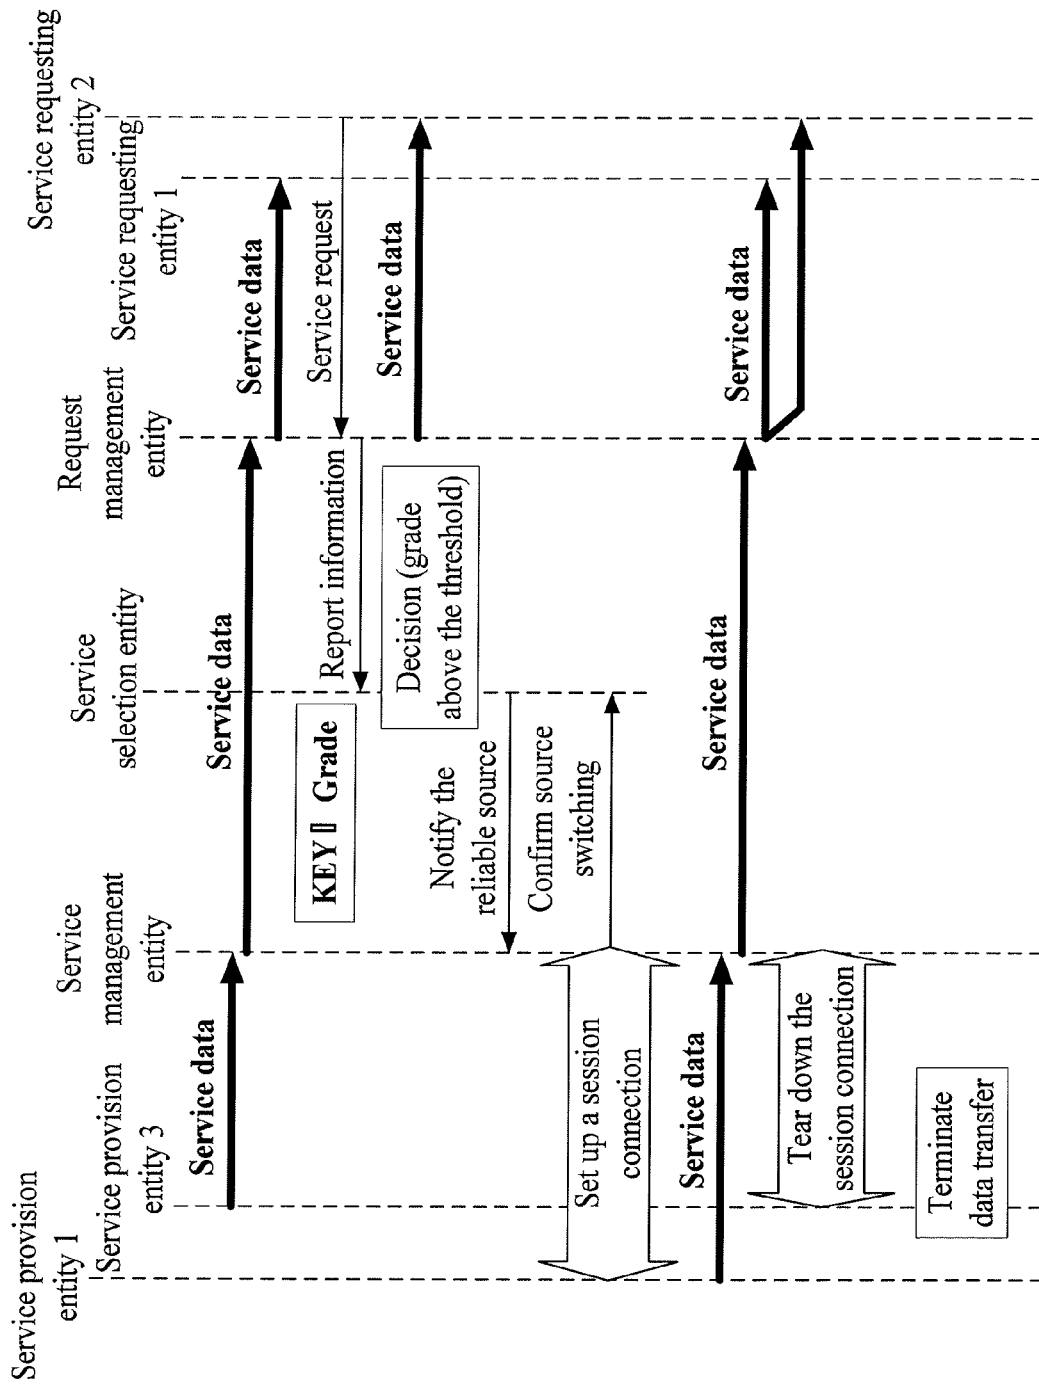 Service provision
entity 1
Service provision
entity 3
Service
management
entity
Service
selection entity
Request
management
entity
Service requesting
entity 1
Service requesting
entity 2
Service data
Service data
Service data
KEY Grade
Report information
Service request
Decision (grade
above the threshold)
Service data
Notify the
reliable source
Confirm source
switching
Set up a session
connection
Service data
Service data
Service data
Tear down the
session connection
Terminate
data transfer